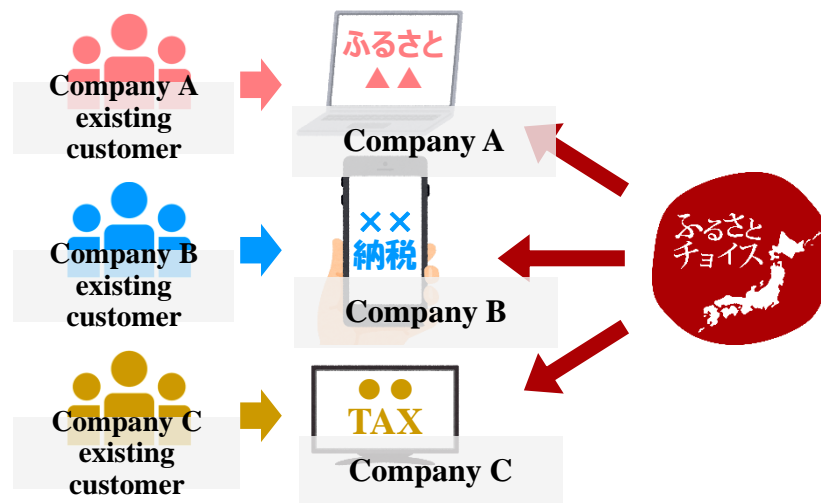 Company A
existing
customer
ふるさと
▲▲
Company A
Company B
existing
customer
××
納税
Company B
ふるさと
チョイス
Company C
existing
customer
●●
TAX
Company C